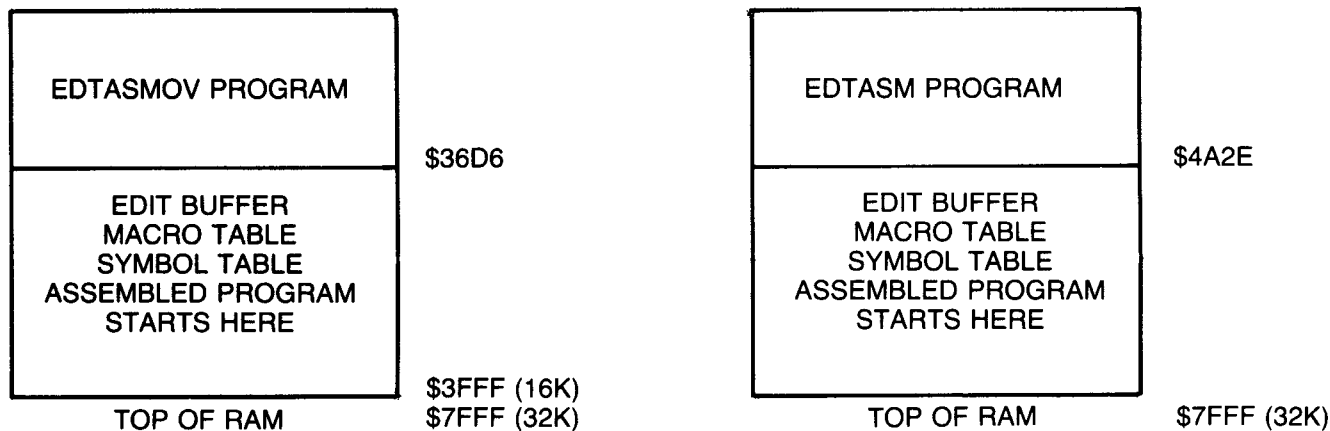 EDTASMOV PROGRAM
$36D6
EDIT BUFFER
MACRO TABLE
SYMBOL TABLE
ASSEMBLED PROGRAM
STARTS HERE
$3FFF (16K)
TOP OF RAM $7FFF (32K)
EDTASM PROGRAM
$4A2E
EDIT BUFFER
MACRO TABLE
SYMBOL TABLE
ASSEMBLED PROGRAM
STARTS HERE
TOP OF RAM $7FFF (32K)